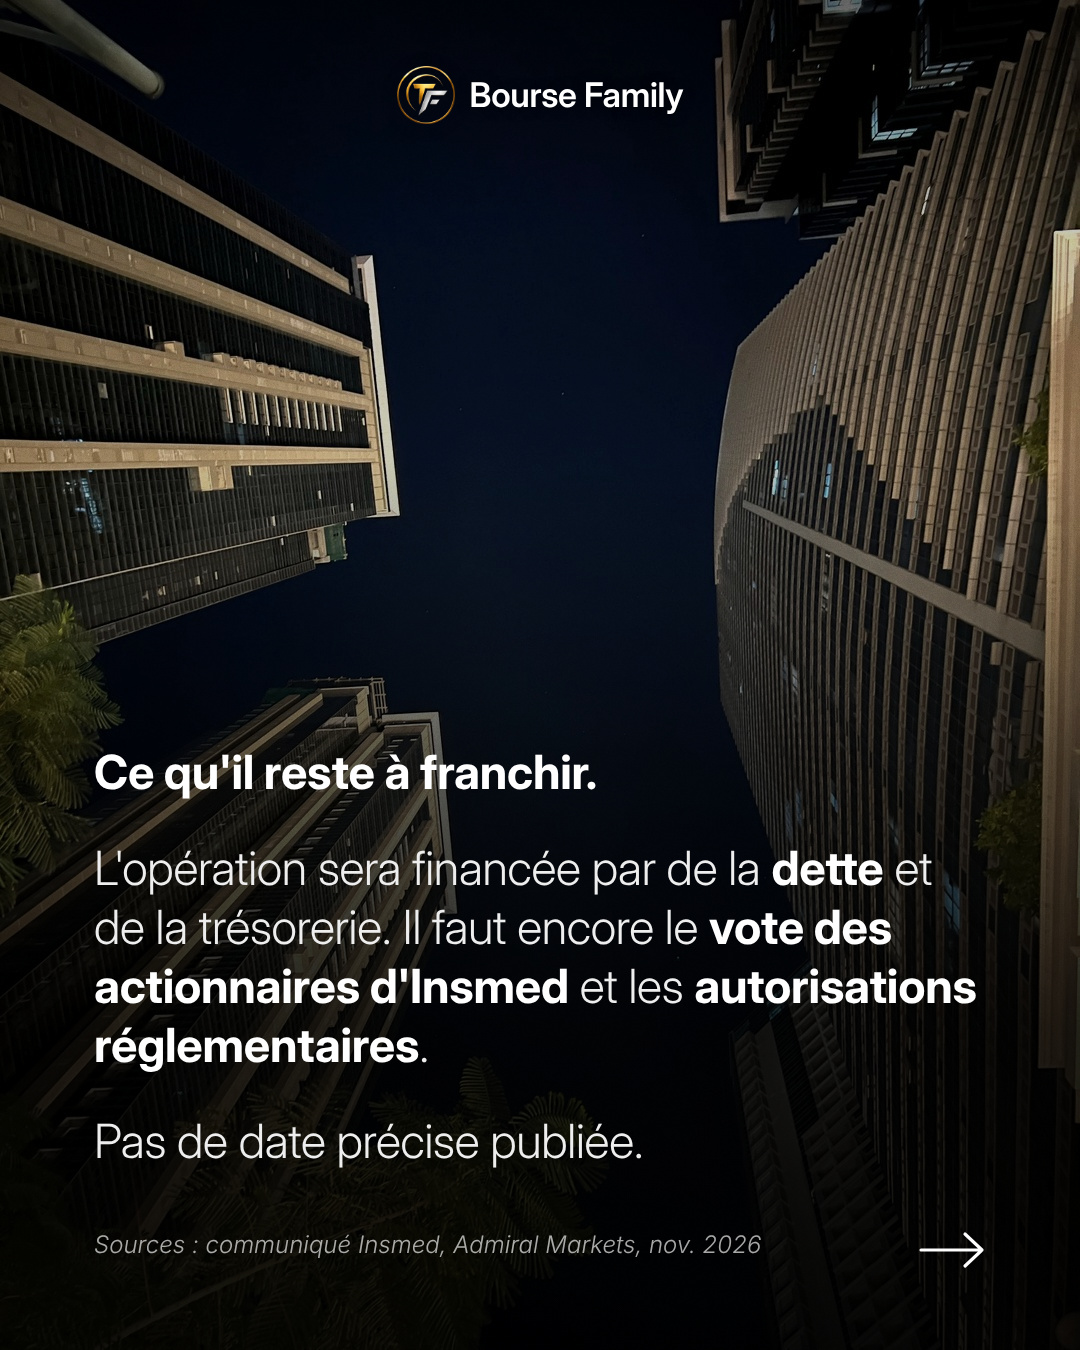 TF Bourse Family
Ce qu'il reste à franchir.
L'opération sera financée par de la dette et
de la trésorerie. Il faut encore le vote des
actionnaires d'Insmed et les autorisations
réglementaires.
Pas de date précise publiée.
Sources : communiqué Insmed, Admiral Markets, nov. 2026